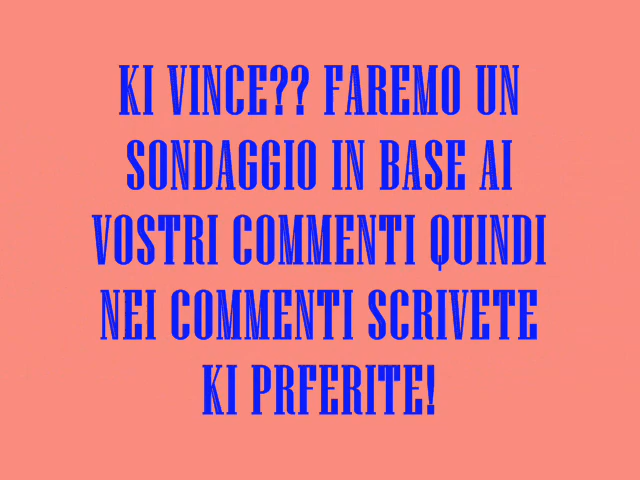 KI VINCE?? FAREMO UN
SONDAGGIO IN BASE AI
VOSTRI COMMENTI QUINDI
NEI COMMENTI SCRIVETE
KI PRFERITE!